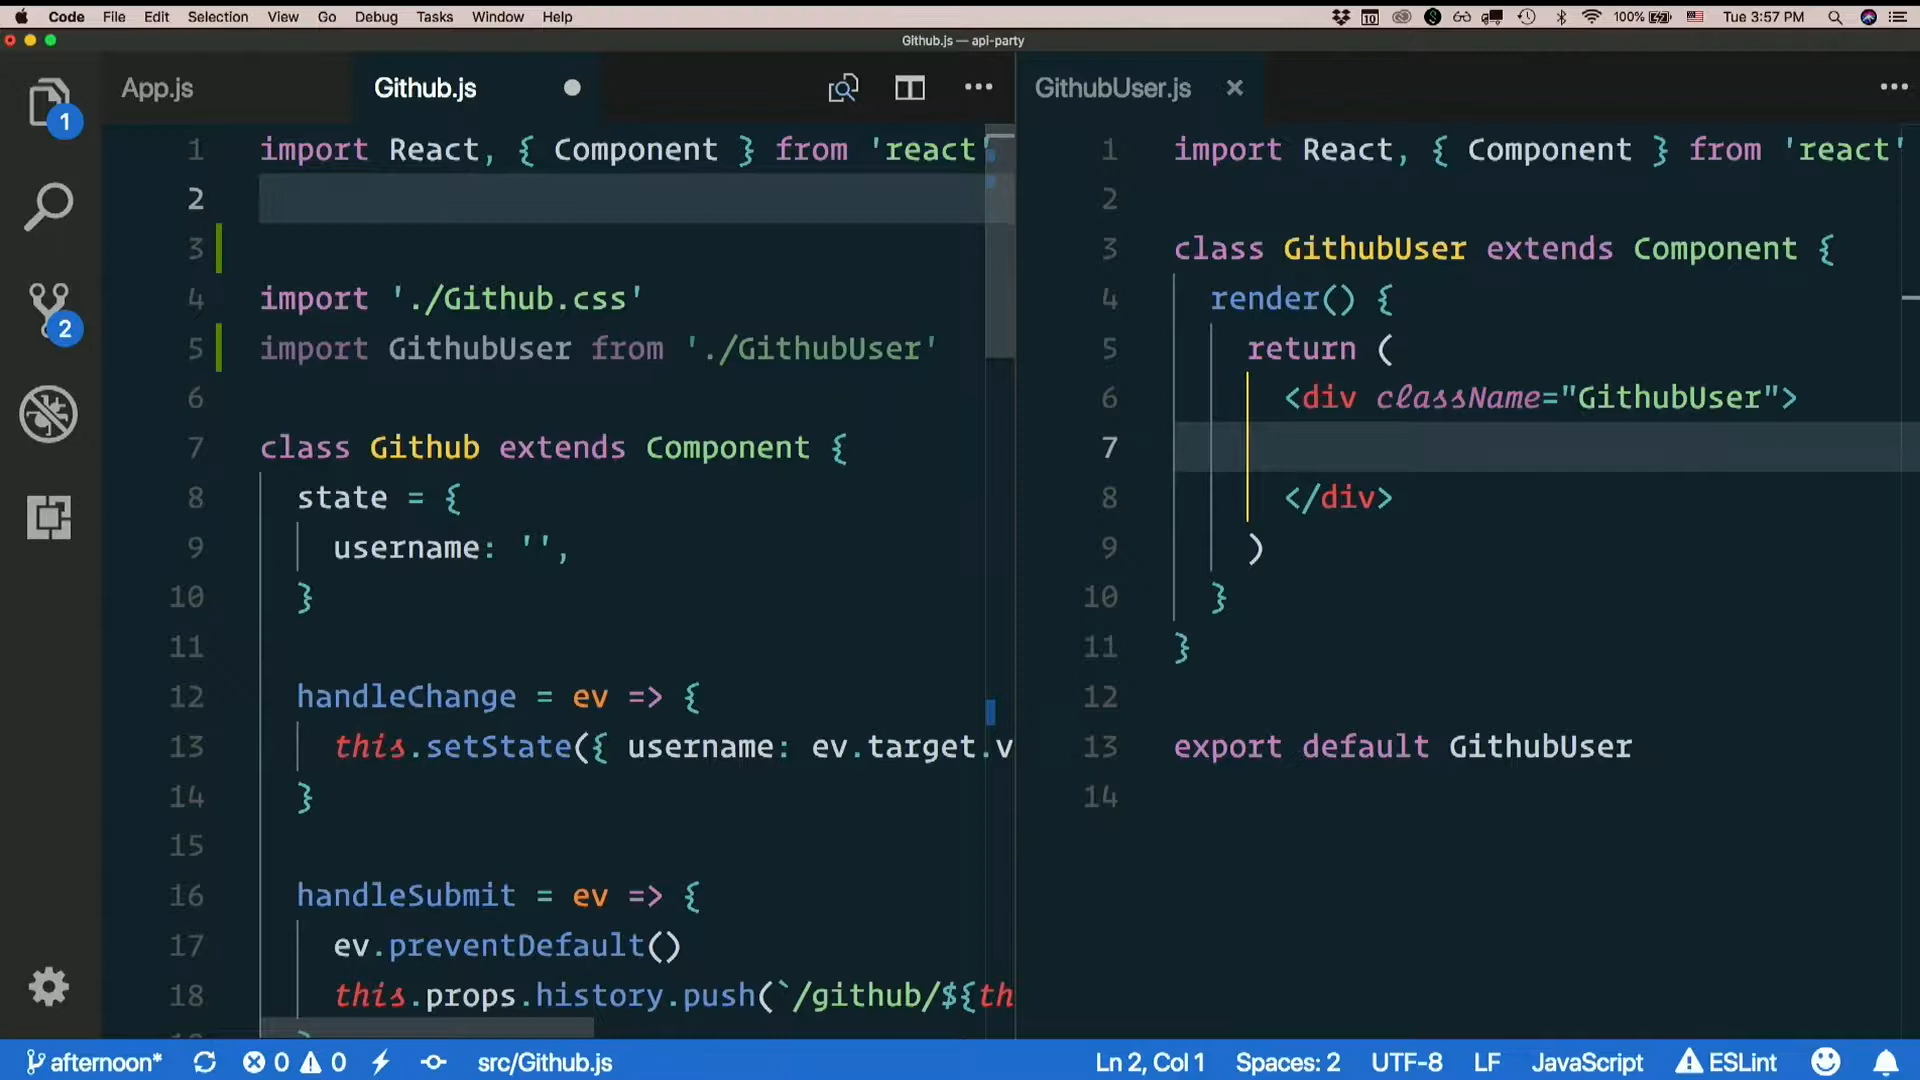 Code File Edit Selection View Go Debug Tasks Window Help 10 100% Tue 3:57 PM
Github.js — api-party
App.js Github.js
1 import React, { Component } from 'react'
2
3
4 import './Github.css'
5 import GithubUser from './GithubUser'
6
7 class Github extends Component {
8 state = {
9 username: '',
10 }
11
12 handleChange = ev => {
13 this.setState({ username: ev.target.v
14 }
15
16 handleSubmit = ev => {
17 ev.preventDefault()
18 this.props.history.push(`/github/${th
GithubUser.js
1 import React, { Component } from 'react'
2
3 class GithubUser extends Component {
4 render() {
5 return (
6 <div className="GithubUser">
7
8 </div>
9 )
10 }
11 }
12
13 export default GithubUser
14
1
2
afternoon* 0 0 src/Github.js Ln 2, Col 1 Spaces: 2 UTF-8 LF JavaScript ESLint